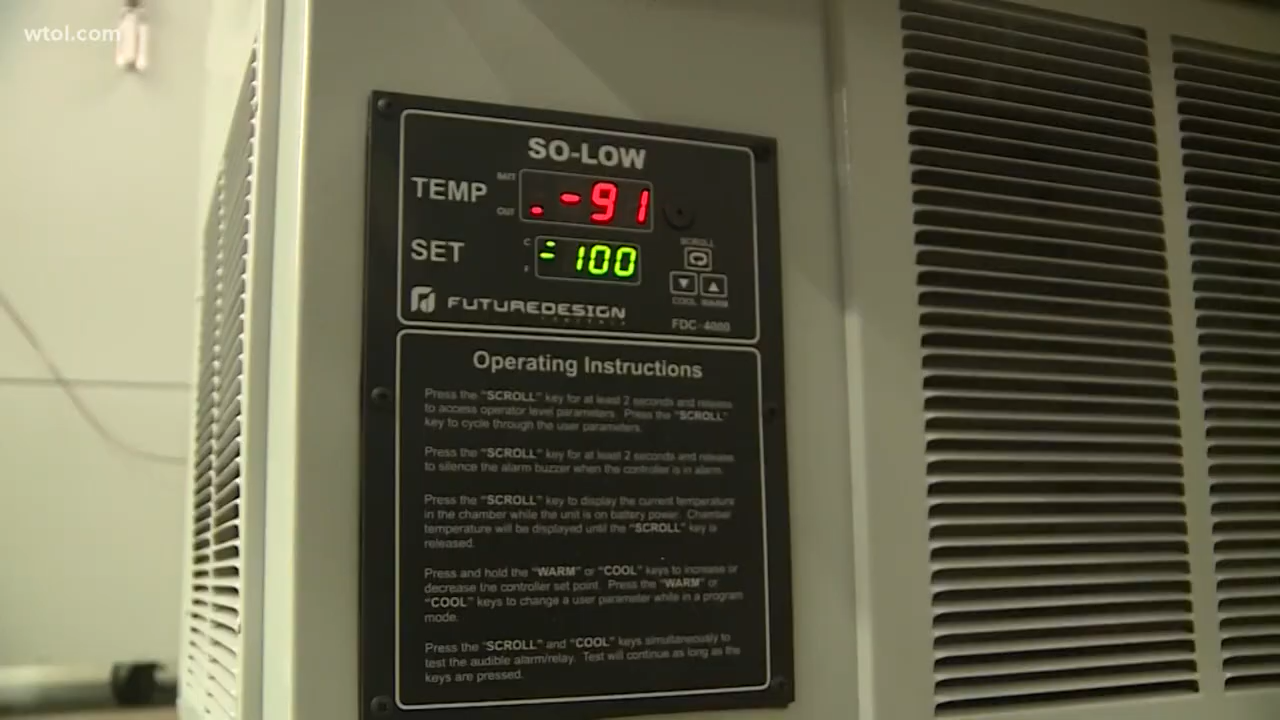 wtol.com
SO-LOW
BATT
TEMP
-91
OUT
SET
C
-100
F
SCROLL
COOL WARM
FUTUREDESIGN
CONTROLS
FDC-4000
Operating Instructions
Press the "SCROLL" key for at least 2 seconds and release
to access operator level parameters. Press the "SCROLL"
key to cycle through the user parameters.
Press the "SCROLL" key for at least 2 seconds and release
to silence the alarm buzzer when the controller is in alarm.
Press the "SCROLL" key to display the current temperature
in the chamber while the unit is on battery power. Chamber
temperature will be displayed until the "SCROLL" key is
released.
Press and hold the "WARM" or "COOL" keys to increase or
decrease the controller set point. Press the "WARM" or
"COOL" keys to change a user parameter while in a program
mode.
Press the "SCROLL" and "COOL" keys simultaneously to
test the audible alarm/relay. Test will continue as long as the
keys are pressed.